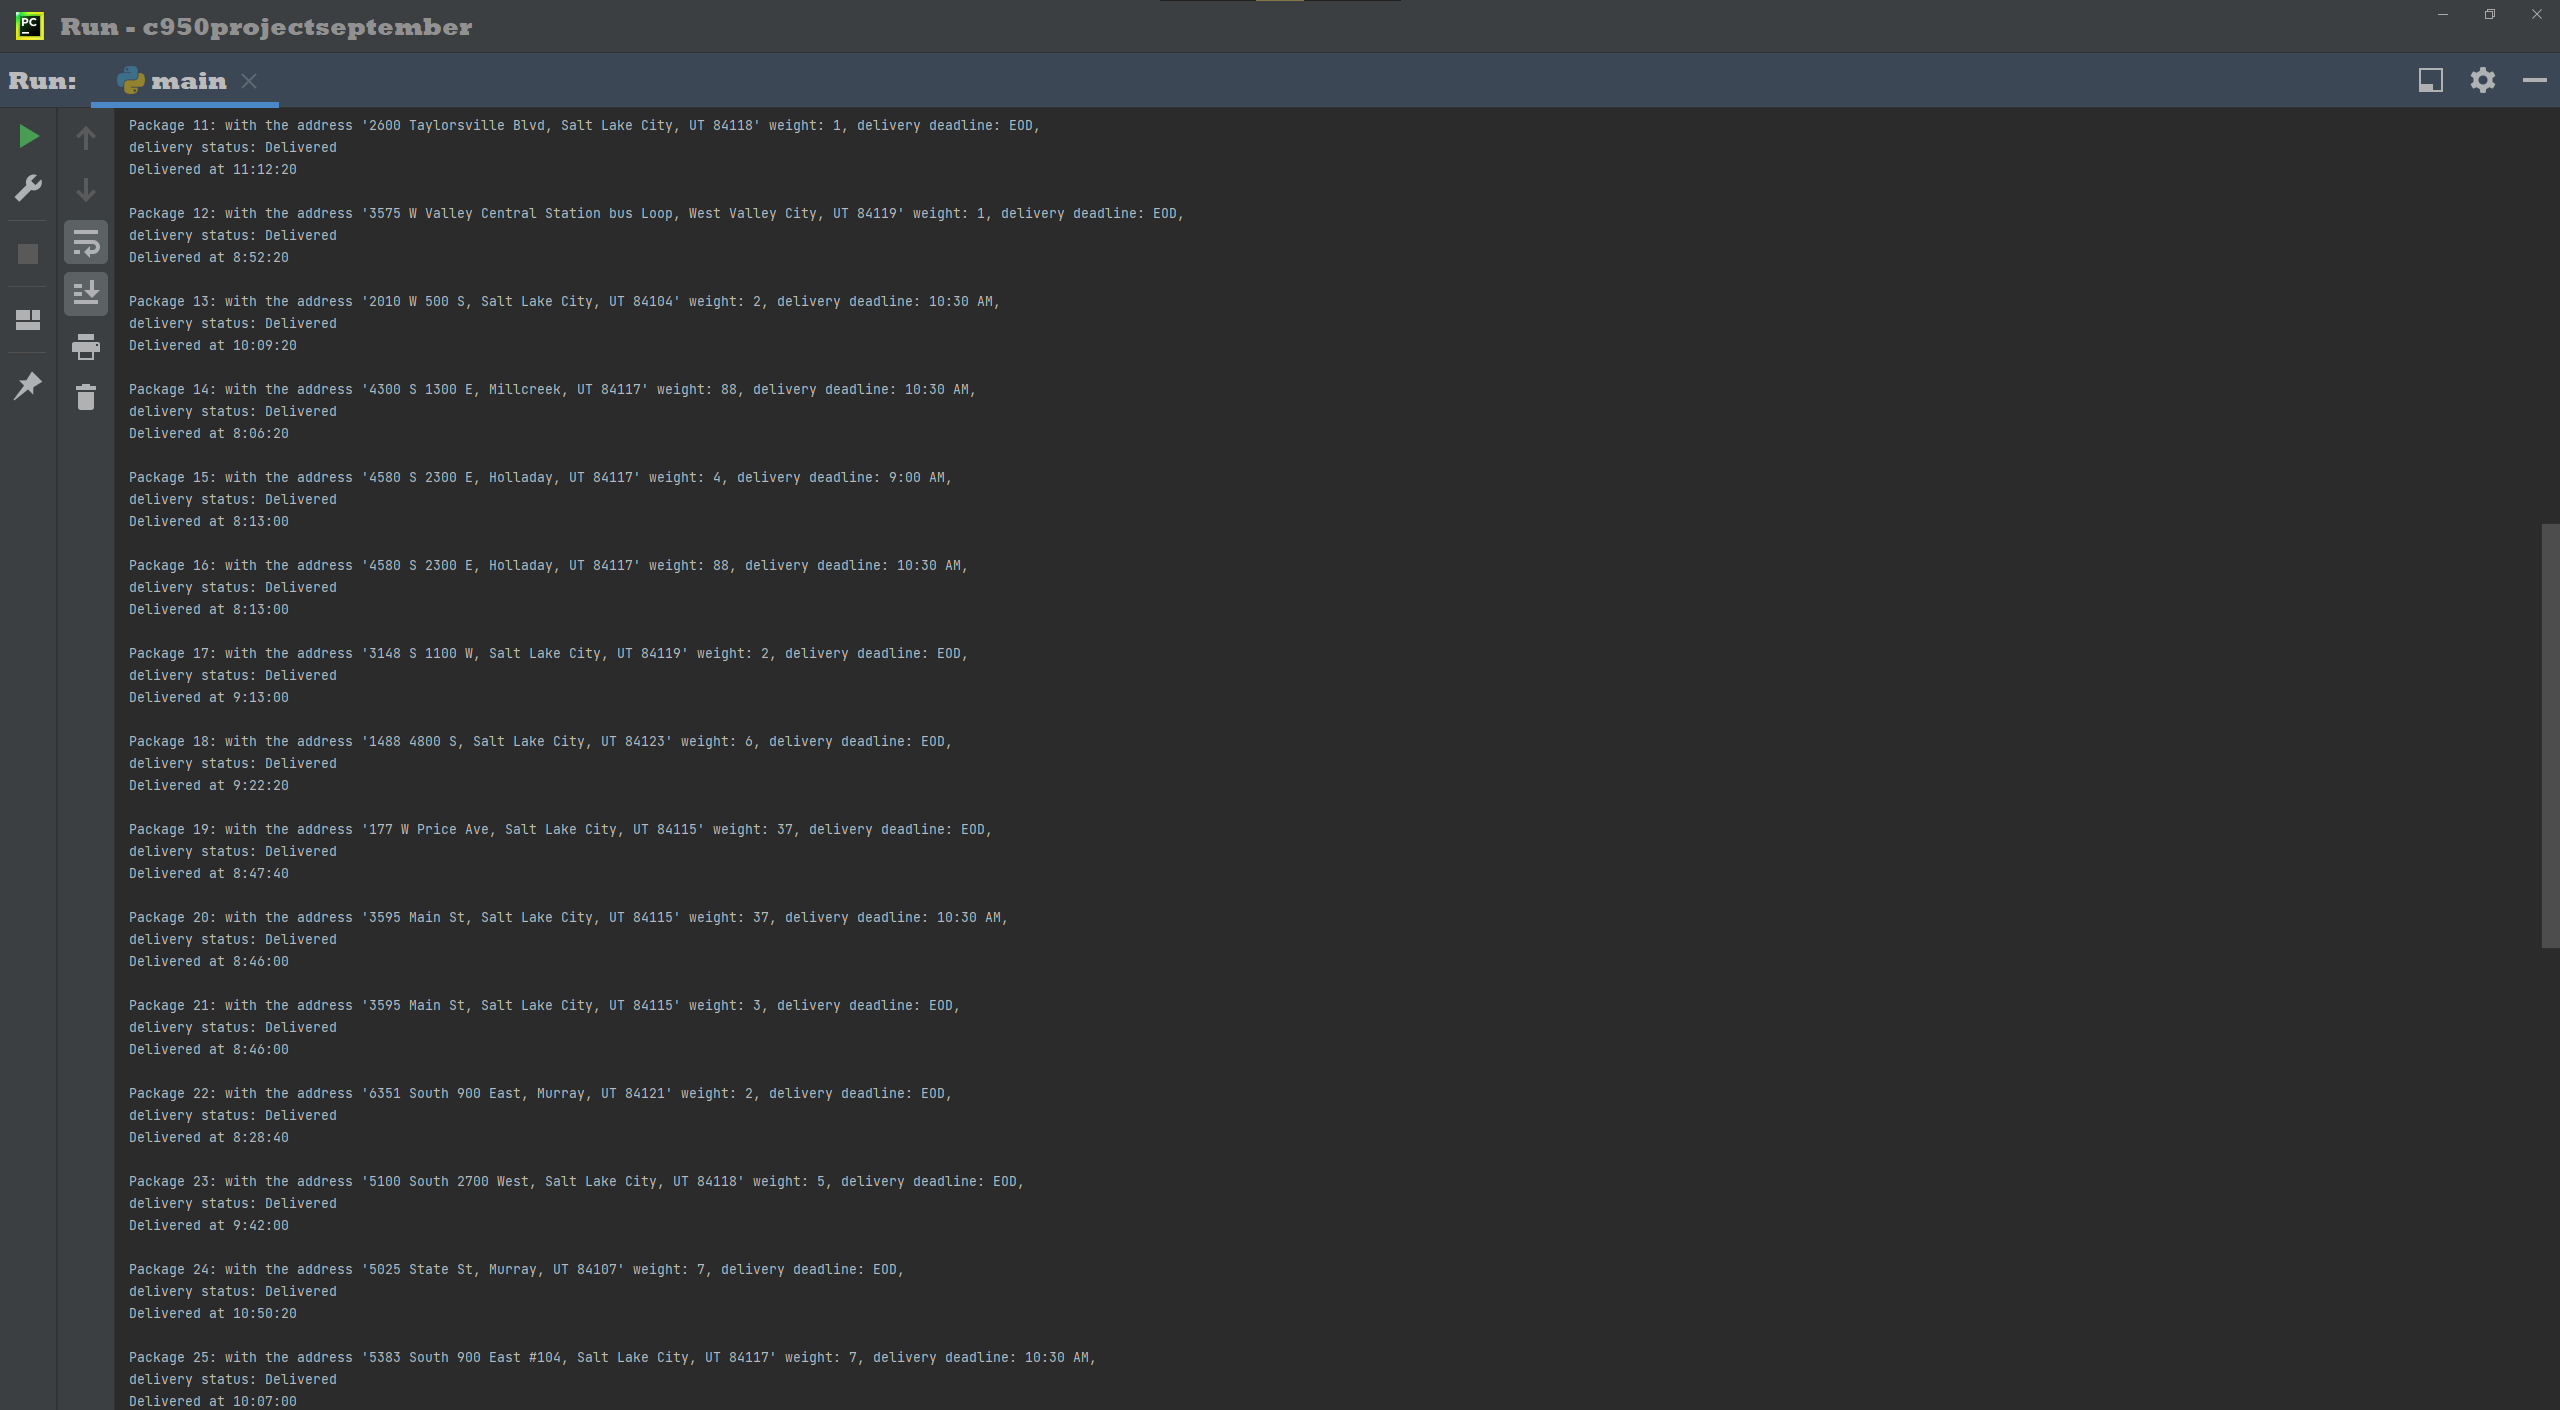 PC
Run - c950projectseptember
Run:
main
Package 11: with the address '2600 Taylorsville Blvd, Salt Lake City, UT 84118' weight: 1, delivery deadline: EOD,
delivery status: Delivered
Delivered at 11:12:20
Package 12: with the address '3575 W Valley Central Station bus Loop, West Valley City, UT 84119' weight: 1, delivery deadline: EOD,
delivery status: Delivered
Delivered at 8:52:20
Package 13: with the address '2010 W 500 S, Salt Lake City, UT 84104' weight: 2, delivery deadline: 10:30 AM,
delivery status: Delivered
Delivered at 10:09:20
Package 14: with the address '4300 S 1300 E, Millcreek, UT 84117' weight: 88, delivery deadline: 10:30 AM,
delivery status: Delivered
Delivered at 8:06:20
Package 15: with the address '4580 S 2300 E, Holladay, UT 84117' weight: 4, delivery deadline: 9:00 AM,
delivery status: Delivered
Delivered at 8:13:00
Package 16: with the address '4580 S 2300 E, Holladay, UT 84117' weight: 88, delivery deadline: 10:30 AM,
delivery status: Delivered
Delivered at 8:13:00
Package 17: with the address '3148 S 1100 W, Salt Lake City, UT 84119' weight: 2, delivery deadline: EOD,
delivery status: Delivered
Delivered at 9:13:00
Package 18: with the address '1488 4800 S, Salt Lake City, UT 84123' weight: 6, delivery deadline: EOD,
delivery status: Delivered
Delivered at 9:22:20
Package 19: with the address '177 W Price Ave, Salt Lake City, UT 84115' weight: 37, delivery deadline: EOD,
delivery status: Delivered
Delivered at 8:47:40
Package 20: with the address '3595 Main St, Salt Lake City, UT 84115' weight: 37, delivery deadline: 10:30 AM,
delivery status: Delivered
Delivered at 8:46:00
Package 21: with the address '3595 Main St, Salt Lake City, UT 84115' weight: 3, delivery deadline: EOD,
delivery status: Delivered
Delivered at 8:46:00
Package 22: with the address '6351 South 900 East, Murray, UT 84121' weight: 2, delivery deadline: EOD,
delivery status: Delivered
Delivered at 8:28:40
Package 23: with the address '5100 South 2700 West, Salt Lake City, UT 84118' weight: 5, delivery deadline: EOD,
delivery status: Delivered
Delivered at 9:42:00
Package 24: with the address '5025 State St, Murray, UT 84107' weight: 7, delivery deadline: EOD,
delivery status: Delivered
Delivered at 10:50:20
Package 25: with the address '5383 South 900 East #104, Salt Lake City, UT 84117' weight: 7, delivery deadline: 10:30 AM,
delivery status: Delivered
Delivered at 10:07:00